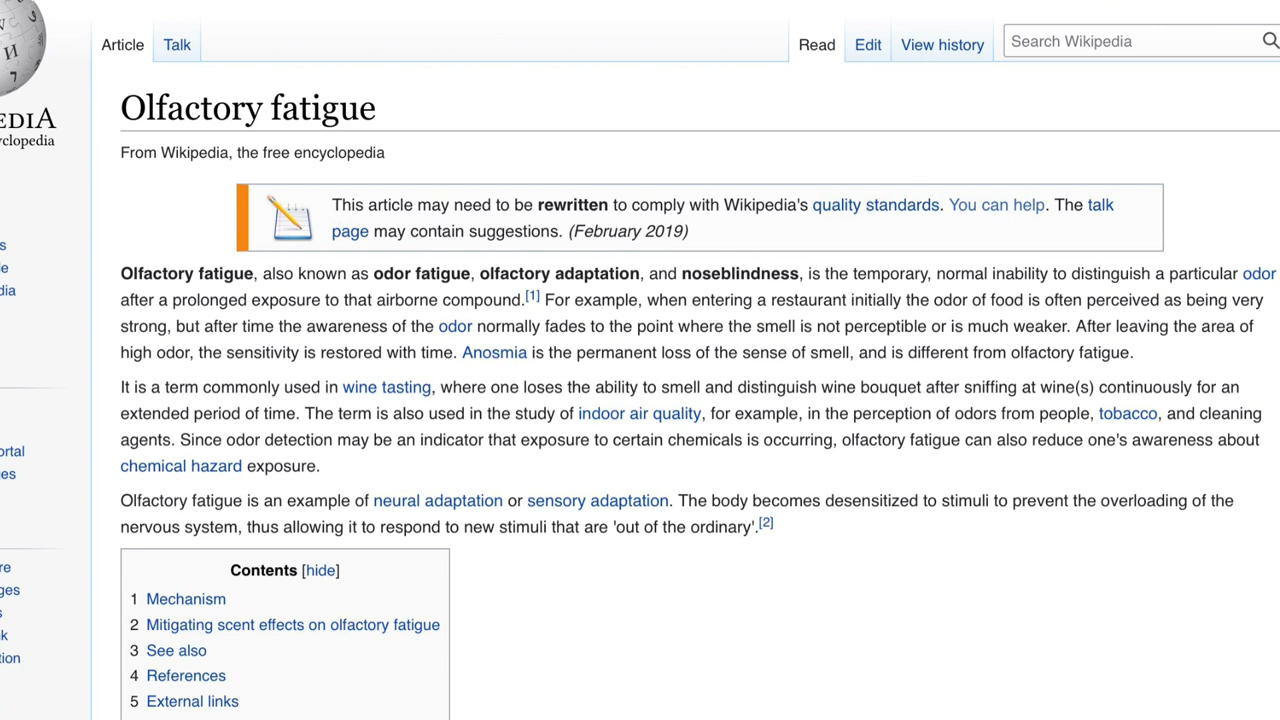 Article Talk Read Edit View history Search Wikipedia
EDIA
clopedia
Olfactory fatigue
From Wikipedia, the free encyclopedia
This article may need to be rewritten to comply with Wikipedia's quality standards. You can help. The talk
page may contain suggestions. (February 2019)
Olfactory fatigue, also known as odor fatigue, olfactory adaptation, and noseblindness, is the temporary, normal inability to distinguish a particular odor
after a prolonged exposure to that airborne compound.[1] For example, when entering a restaurant initially the odor of food is often perceived as being very
strong, but after time the awareness of the odor normally fades to the point where the smell is not perceptible or is much weaker. After leaving the area of
high odor, the sensitivity is restored with time. Anosmia is the permanent loss of the sense of smell, and is different from olfactory fatigue.
It is a term commonly used in wine tasting, where one loses the ability to smell and distinguish wine bouquet after sniffing at wine(s) continuously for an
extended period of time. The term is also used in the study of indoor air quality, for example, in the perception of odors from people, tobacco, and cleaning
agents. Since odor detection may be an indicator that exposure to certain chemicals is occurring, olfactory fatigue can also reduce one's awareness about
chemical hazard exposure.
Olfactory fatigue is an example of neural adaptation or sensory adaptation. The body becomes desensitized to stimuli to prevent the overloading of the
nervous system, thus allowing it to respond to new stimuli that are 'out of the ordinary'.[2]
Contents [hide]
1 Mechanism
2 Mitigating scent effects on olfactory fatigue
3 See also
4 References
5 External links